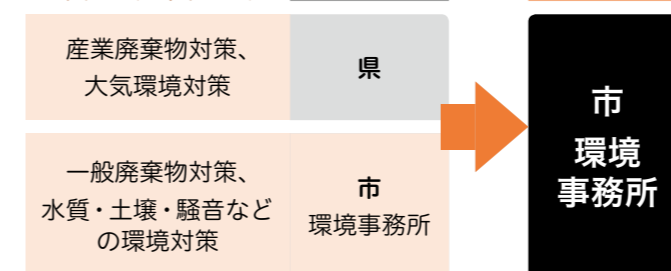 産業廃棄物対策、
大気環境対策
県
一般廃棄物対策、
水質・土壌・騒音など
の環境対策
市
環境事務所
市
環境
事務所